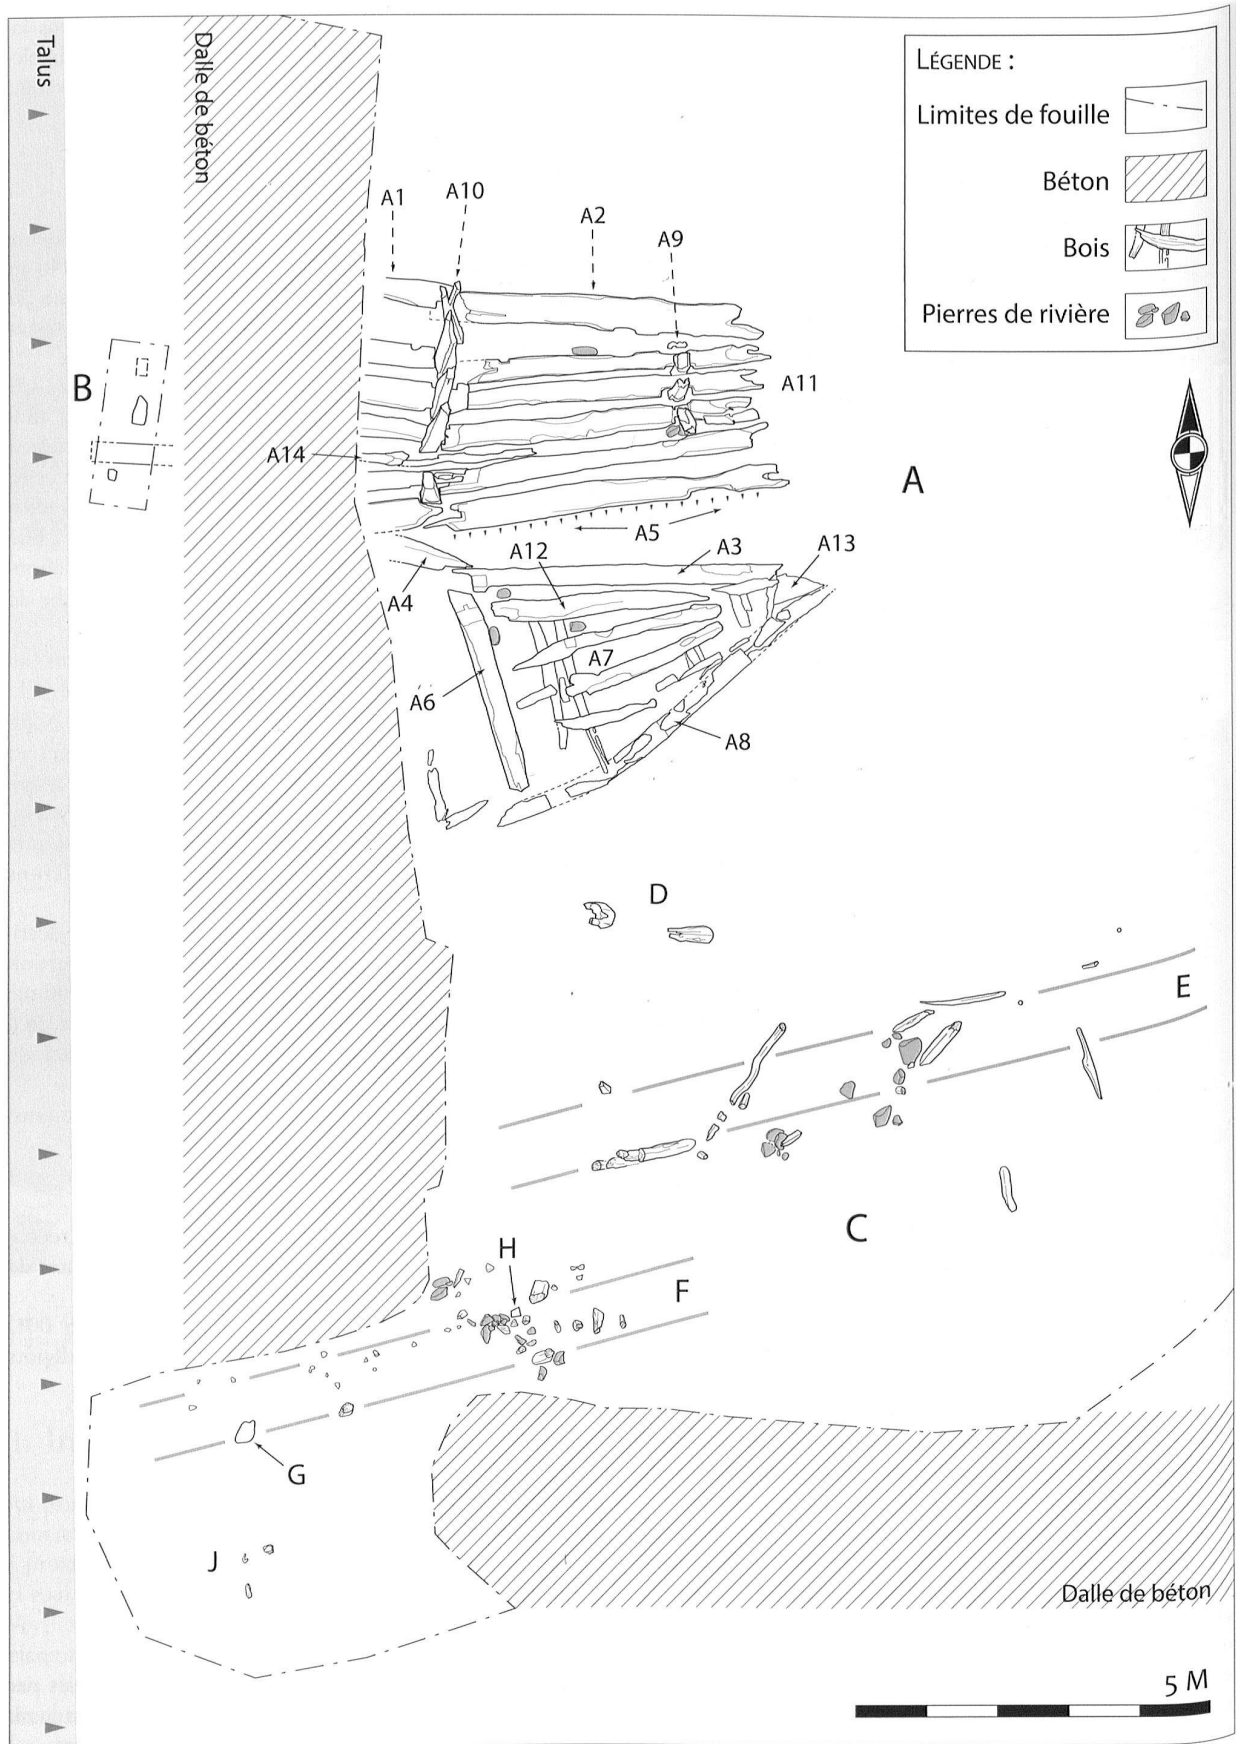 Talus
Dalle de béton
LÉGENDE :
Limites de fouille
Béton
Bois
Pierres de rivière
A1
A10
A2
A9
A11
B
A14
A
A5
A12
A3
A13
A4
A7
A6
A8
D
E
C
H
F
G
J
Dalle de béton
5 M